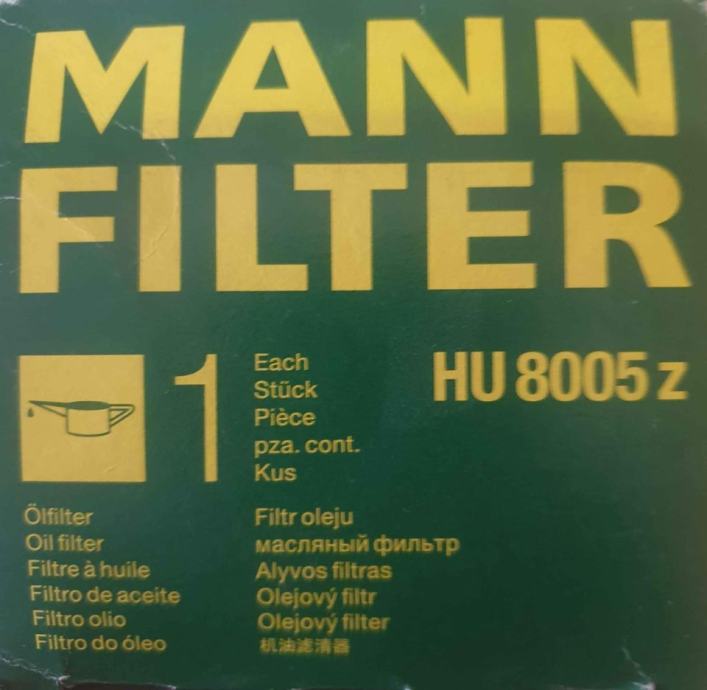 MANN
FILTER
1
Each
Stück
Pièce
pza. cont.
Kus
HU 8005 z
Ölfilter
Oil filter
Filtre à huile
Filtro de aceite
Filtro olio
Filtro do óleo
Filtr oleju
масляный фильтр
Alyvos filtras
Olejový filtr
Olejový filter
机油滤清器